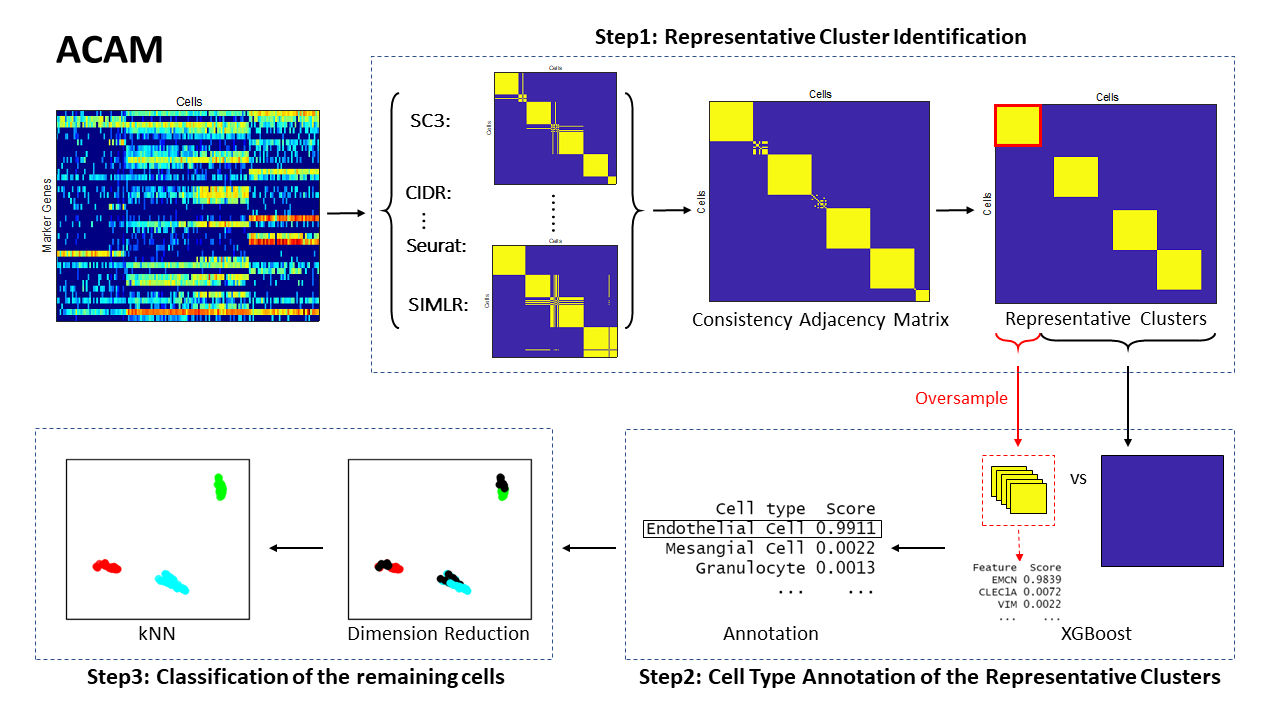 ACAM
Step1: Representative Cluster Identification
Cells
Marker Genes
SC3:
CIDR:
⋮
Seurat:
SIMLR:
Cells
Cells
......
Cells
Cells
Cells
Cells
Consistency Adjacency Matrix
Cells
Cells
Representative Clusters
Oversample
vs
Feature Score
EMCN 0.9839
CLEC1A 0.0072
VIM 0.0022
... ...
XGBoost
Cell type Score
Endothelial Cell 0.9911
Mesangial Cell 0.0022
Granulocyte 0.0013
... ...
Annotation
Step2: Cell Type Annotation of the Representative Clusters
Dimension Reduction
kNN
Step3: Classification of the remaining cells